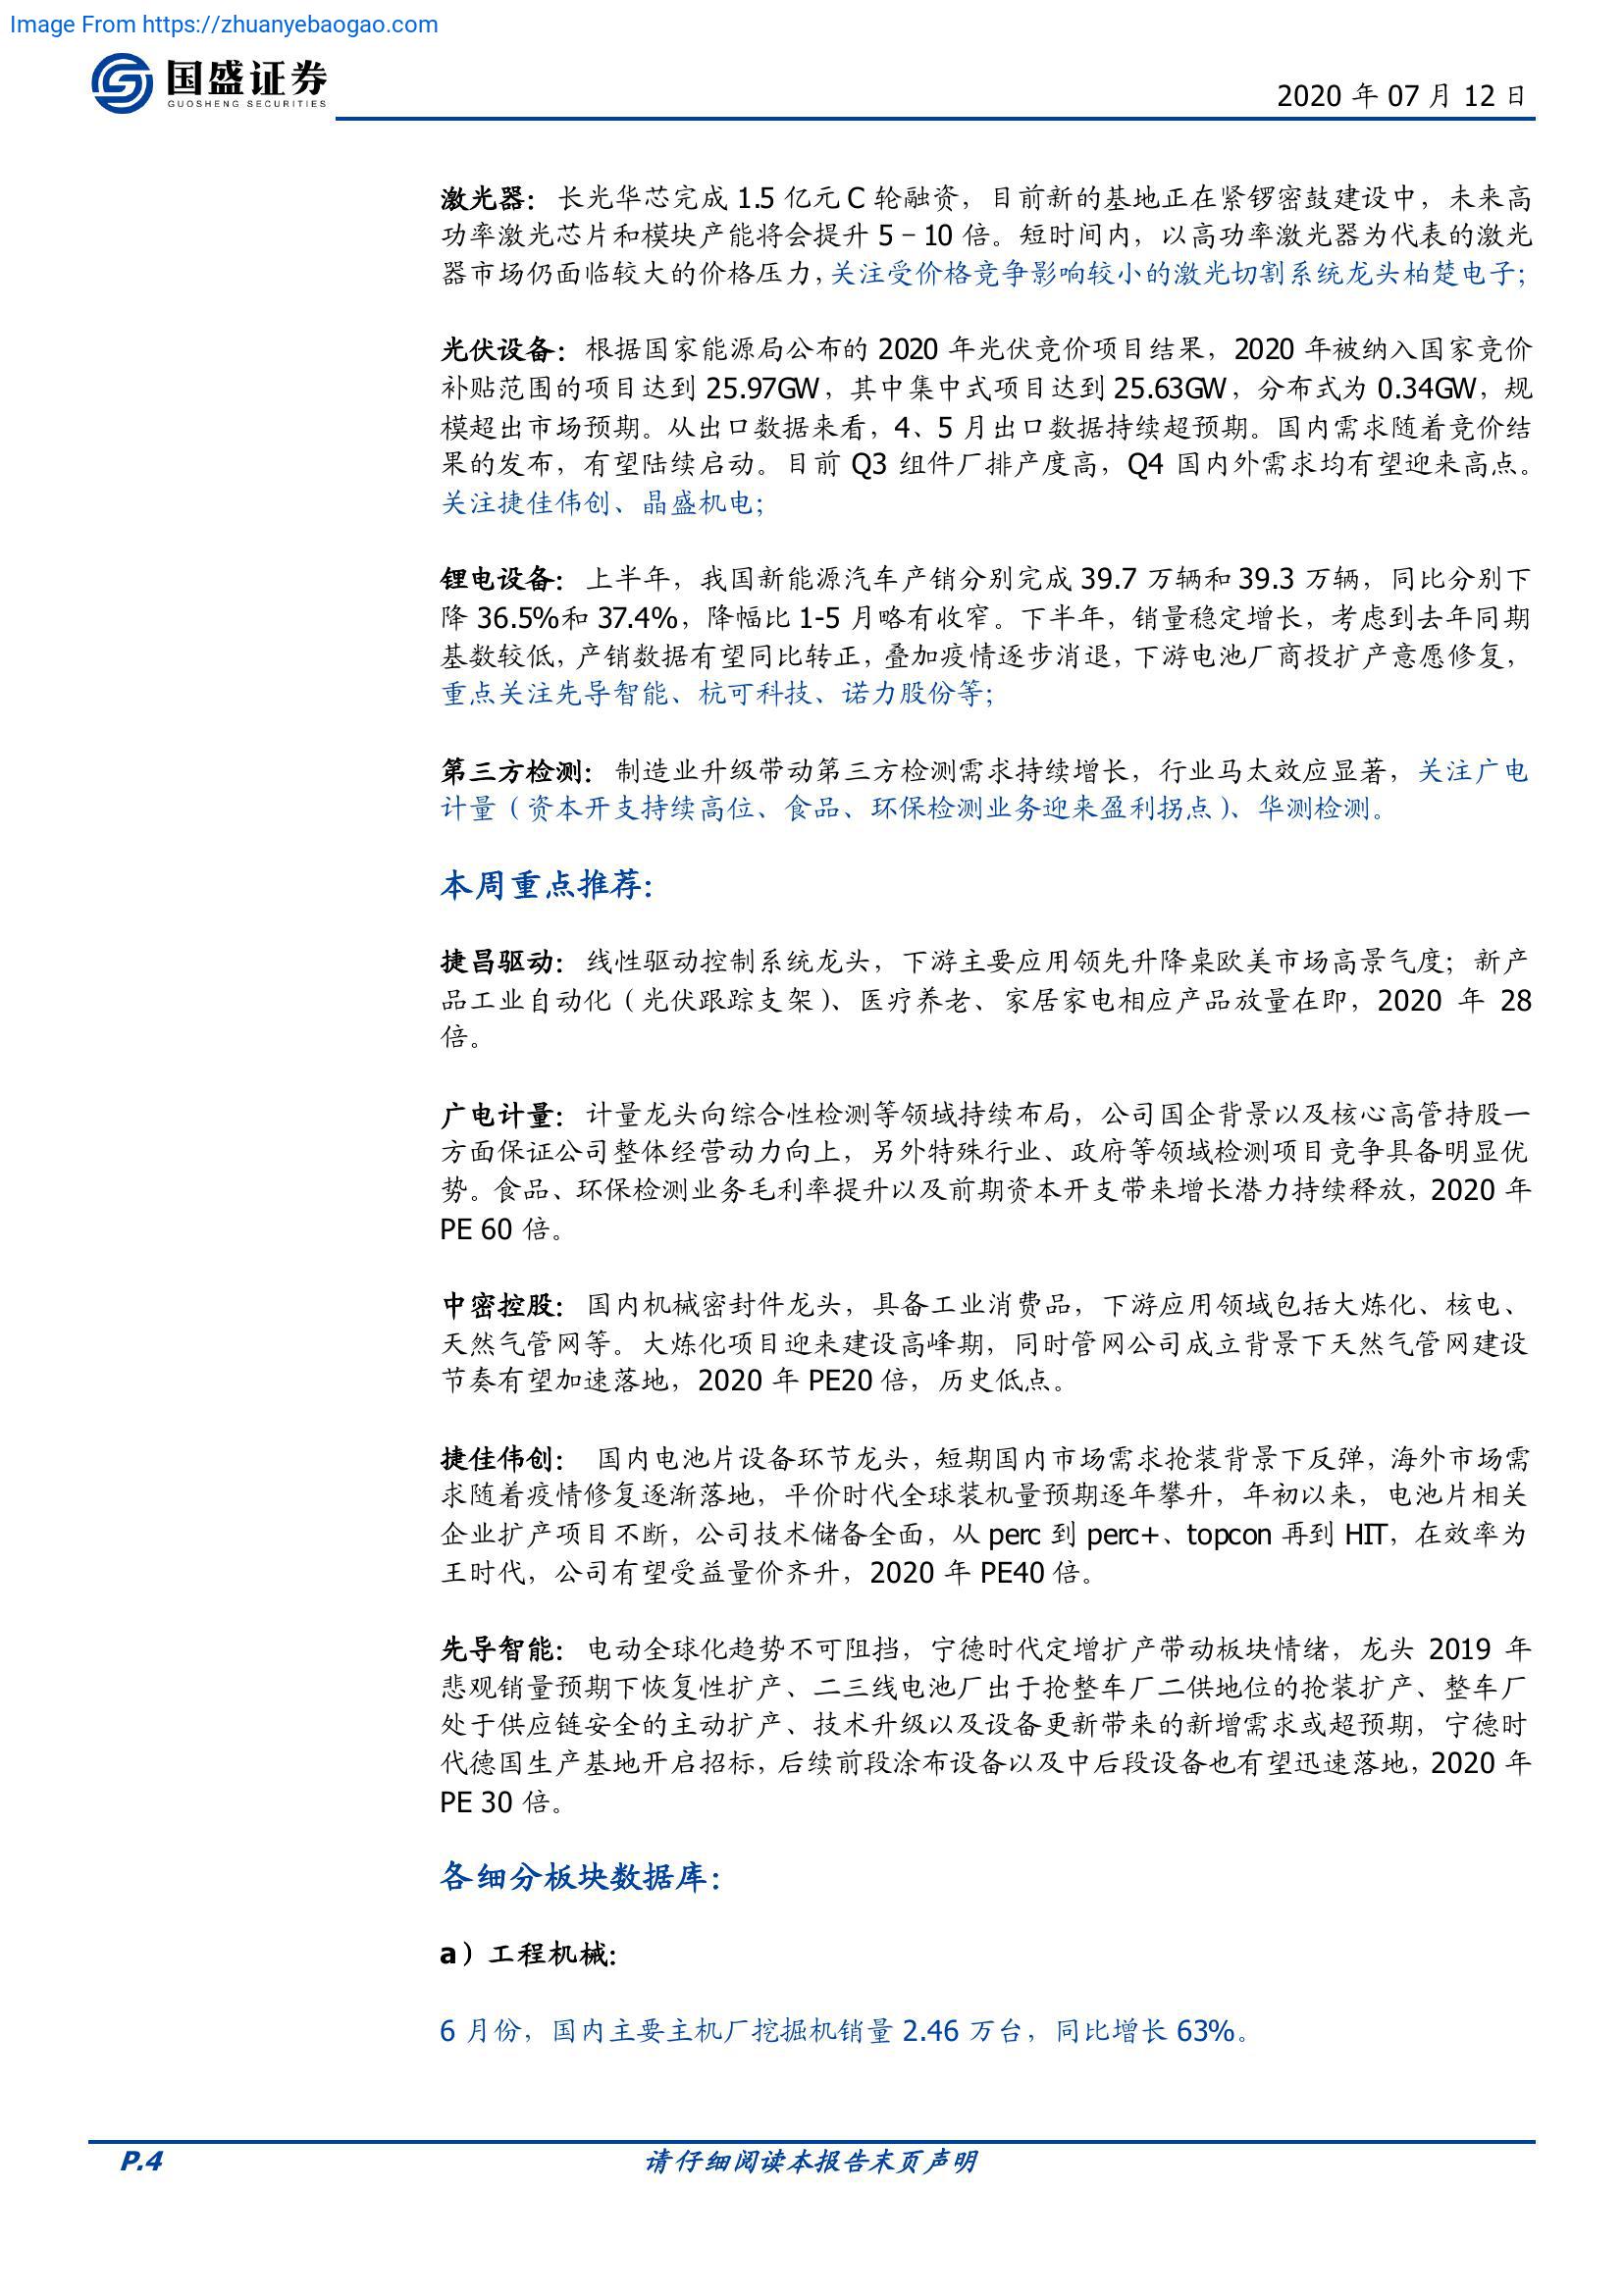 Image From https://zhuanyebaogao.com
国盛证券
GUOSHENG SECURITIES
2020 年 07 月 12 日
激光器：长光华芯完成 1.5 亿元 C 轮融资，目前新的基地正在紧锣密鼓建设中，未来高
功率激光芯片和模块产能将会提升 5－10 倍。短时间内，以高功率激光器为代表的激光
器市场仍面临较大的价格压力，关注受价格竞争影响较小的激光切割系统龙头柏楚电子；
光伏设备：根据国家能源局公布的 2020 年光伏竞价项目结果，2020 年被纳入国家竞价
补贴范围的项目达到 25.97GW，其中集中式项目达到 25.63GW，分布式为 0.34GW，规
模超出市场预期。从出口数据来看，4、5 月出口数据持续超预期。国内需求随着竞价结
果的发布，有望陆续启动。目前 Q3 组件厂排产度高，Q4 国内外需求均有望迎来高点。
关注捷佳伟创、晶盛机电；
锂电设备：上半年，我国新能源汽车产销分别完成 39.7 万辆和 39.3 万辆，同比分别下
降 36.5%和 37.4%，降幅比 1-5 月略有收窄。下半年，销量稳定增长，考虑到去年同期
基数较低，产销数据有望同比转正，叠加疫情逐步消退，下游电池厂商投扩产意愿修复，
重点关注先导智能、杭可科技、诺力股份等；
第三方检测：制造业升级带动第三方检测需求持续增长，行业马太效应显著，关注广电
计量（资本开支持续高位、食品、环保检测业务迎来盈利拐点）、华测检测。
本周重点推荐：
捷昌驱动：线性驱动控制系统龙头，下游主要应用领先升降桌欧美市场高景气度；新产
品工业自动化（光伏跟踪支架）、医疗养老、家居家电相应产品放量在即，2020 年 28
倍。
广电计量：计量龙头向综合性检测等领域持续布局，公司国企背景以及核心高管持股一
方面保证公司整体经营动力向上，另外特殊行业、政府等领域检测项目竞争具备明显优
势。食品、环保检测业务毛利率提升以及前期资本开支带来增长潜力持续释放，2020 年
PE 60 倍。
中密控股：国内机械密封件龙头，具备工业消费品，下游应用领域包括大炼化、核电、
天然气管网等。大炼化项目迎来建设高峰期，同时管网公司成立背景下天然气管网建设
节奏有望加速落地，2020 年 PE20 倍，历史低点。
捷佳伟创： 国内电池片设备环节龙头，短期国内市场需求抢装背景下反弹，海外市场需
求随着疫情修复逐渐落地，平价时代全球装机量预期逐年攀升，年初以来，电池片相关
企业扩产项目不断，公司技术储备全面，从 perc 到 perc+、topcon 再到 HIT，在效率为
王时代，公司有望受益量价齐升，2020 年 PE40 倍。
先导智能：电动全球化趋势不可阻挡，宁德时代定增扩产带动板块情绪，龙头 2019 年
悲观销量预期下恢复性扩产、二三线电池厂出于抢整车厂二供地位的抢装扩产、整车厂
处于供应链安全的主动扩产、技术升级以及设备更新带来的新增需求或超预期，宁德时
代德国生产基地开启招标，后续前段涂布设备以及中后段设备也有望迅速落地，2020 年
PE 30 倍。
各细分板块数据库：
a）工程机械：
6 月份，国内主要主机厂挖掘机销量 2.46 万台，同比增长 63%。
P.4
请仔细阅读本报告末页声明